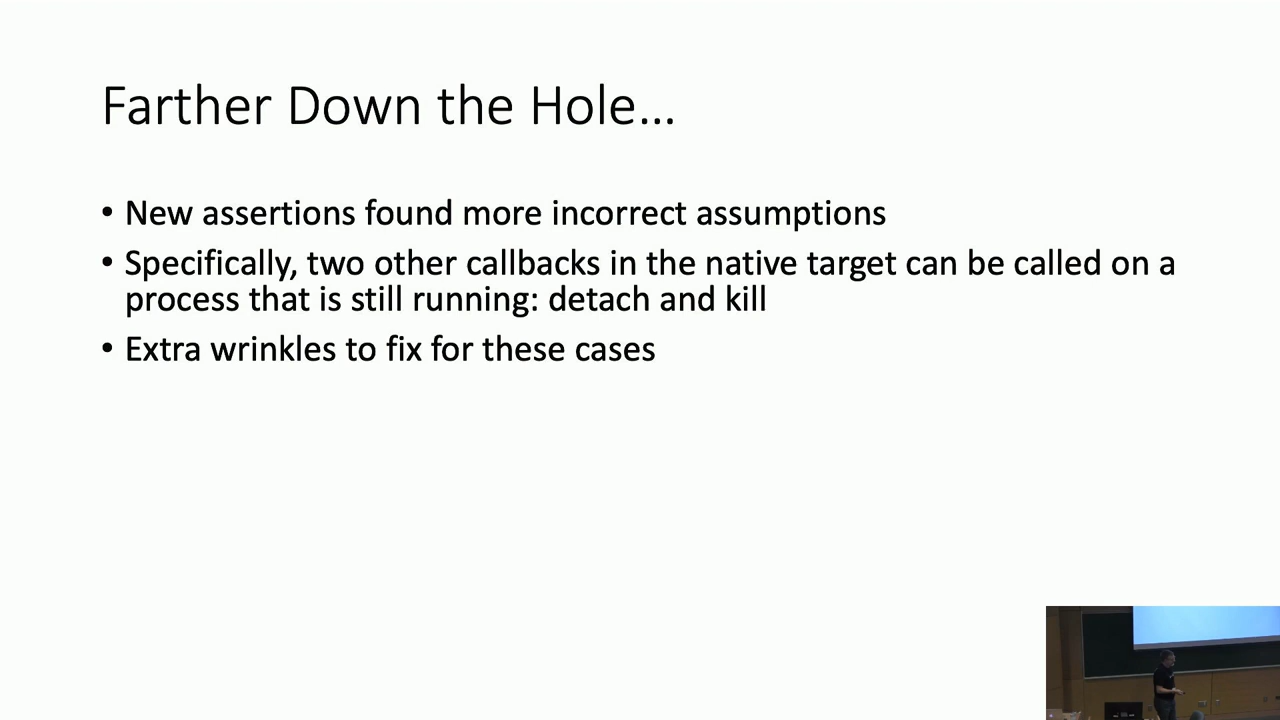 Farther Down the Hole...
• New assertions found more incorrect assumptions
• Specifically, two other callbacks in the native target can be called on a
process that is still running: detach and kill
• Extra wrinkles to fix for these cases